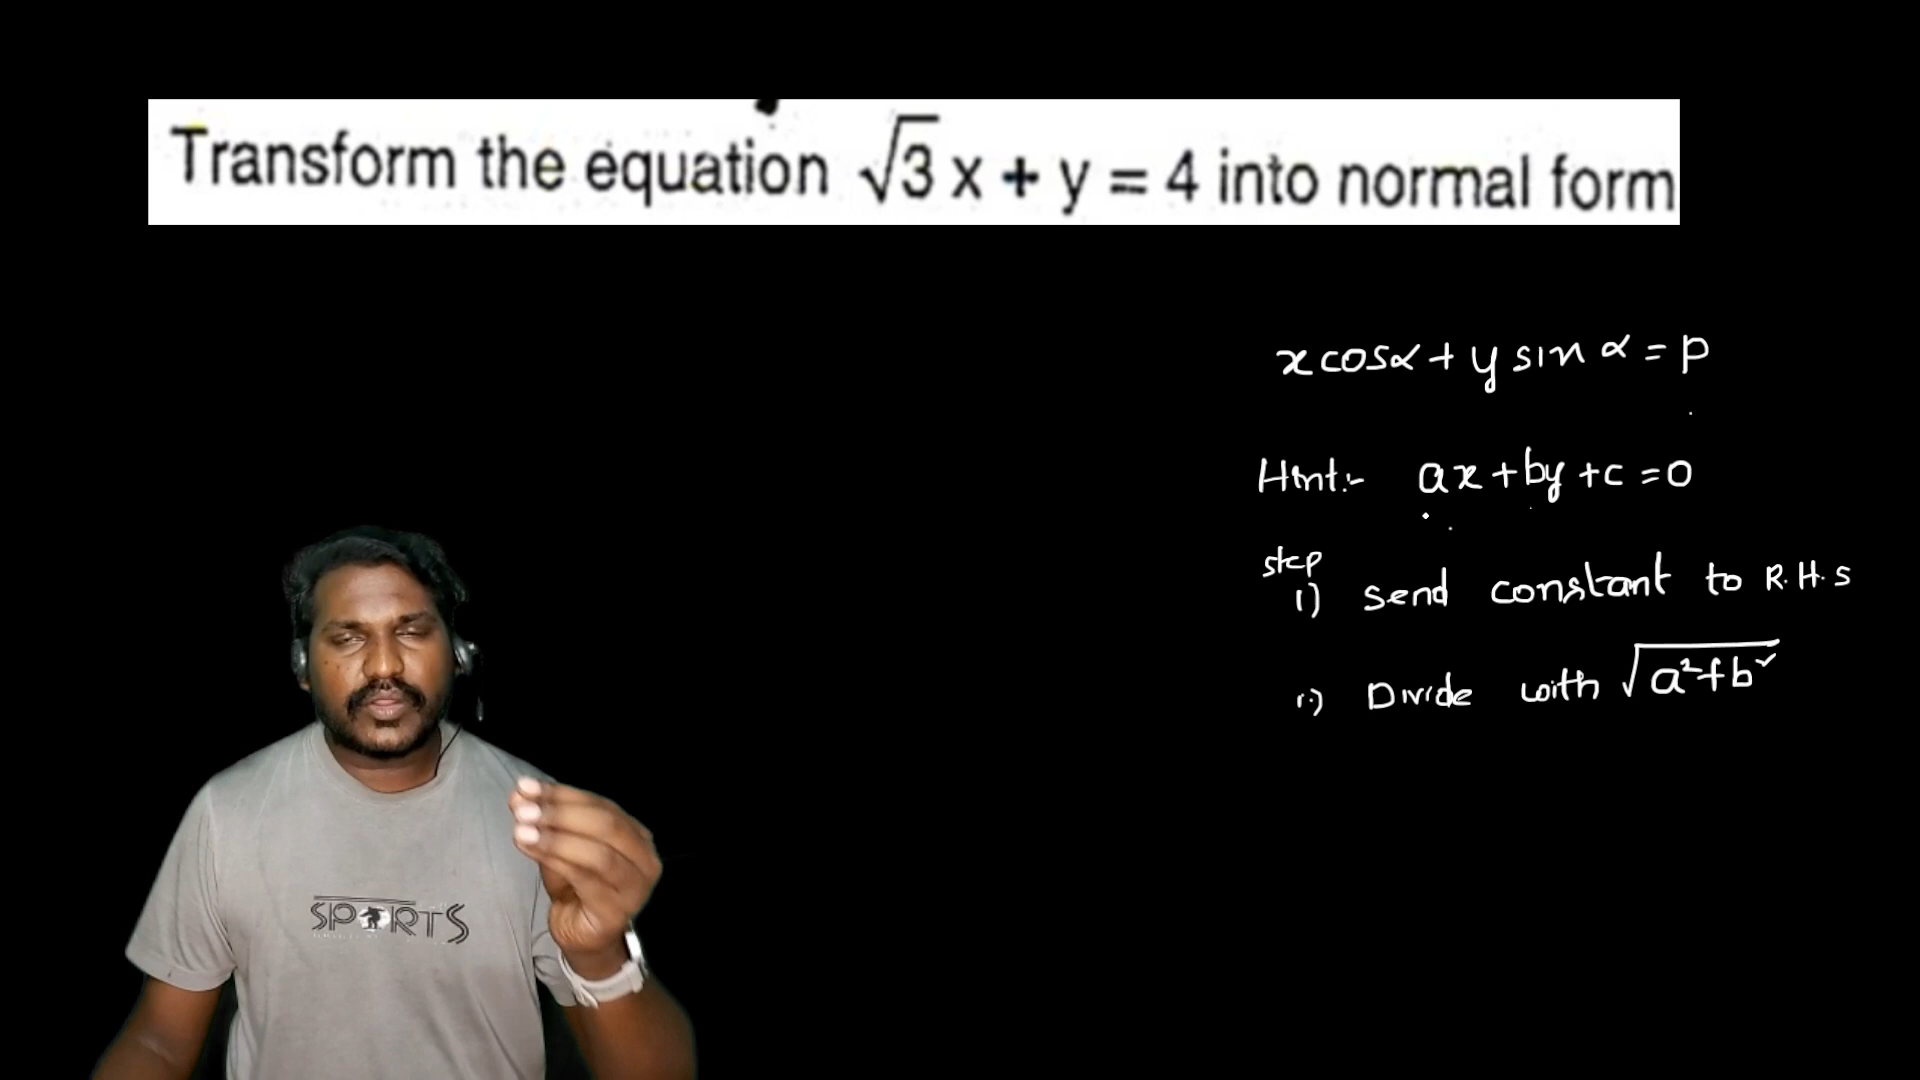 Transform the equation √3 x + y = 4 into normal form
x cosα + y sin α = p
Hint:- ax + by + c = 0
step
1) send constant to R.H.S
Divide with √a²+b²
SPORTS